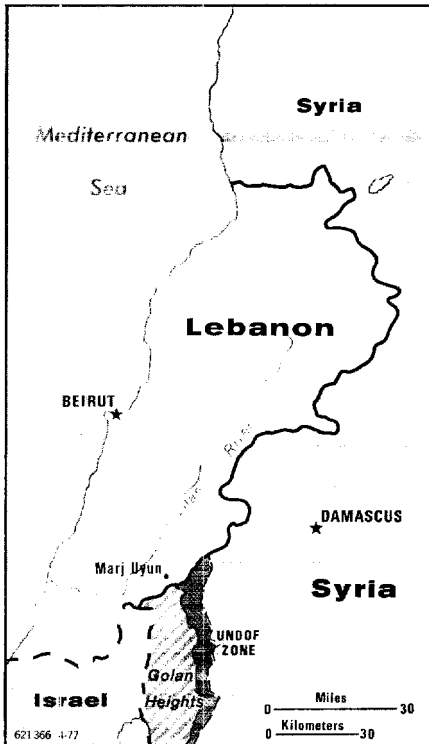 Syria
Mediterranean
Sea
Lebanon
BEIRUT
River
DAMASCUS
Marj Uyun
Syria
UNDOF
ZONE
Golan
Heights
Israel
Miles
0 30
Kilometers
0 30
621366 4-77